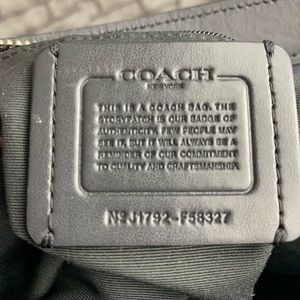 COACH
NEW YORK
THIS IS A COACH BAG. THE
STORYPATCH IS OUR BADGE OF
AUTHENTICITY. FEW PEOPLE MAY
SEE IT, BUT IT WILL ALWAYS BE A
REMINDER OF OUR COMMITMENT
TO QUALITY AND CRAFTSMANSHIP.
Nº J1792-F58327